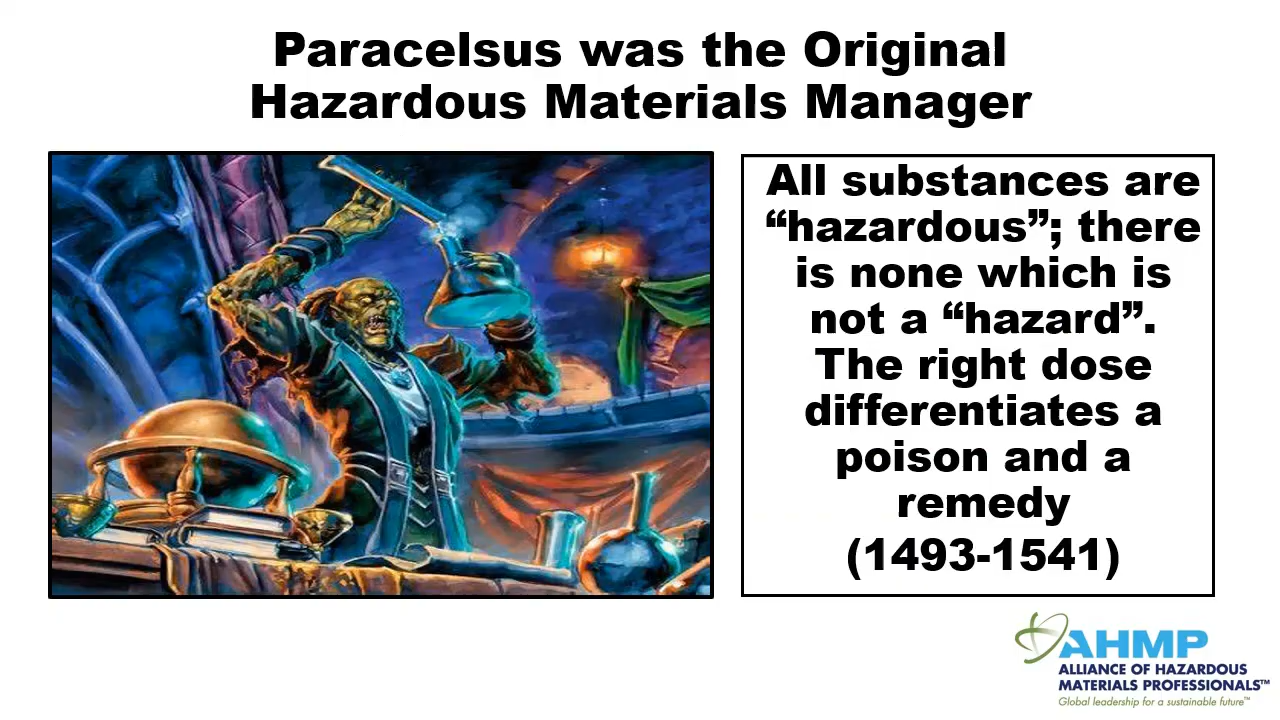 Paracelsus was the Original
Hazardous Materials Manager
All substances are
“hazardous”; there
is none which is
not a “hazard”.
The right dose
differentiates a
poison and a
remedy
(1493-1541)
AHMP
ALLIANCE OF HAZARDOUS
MATERIALS PROFESSIONALS™
Global leadership for a sustainable future™